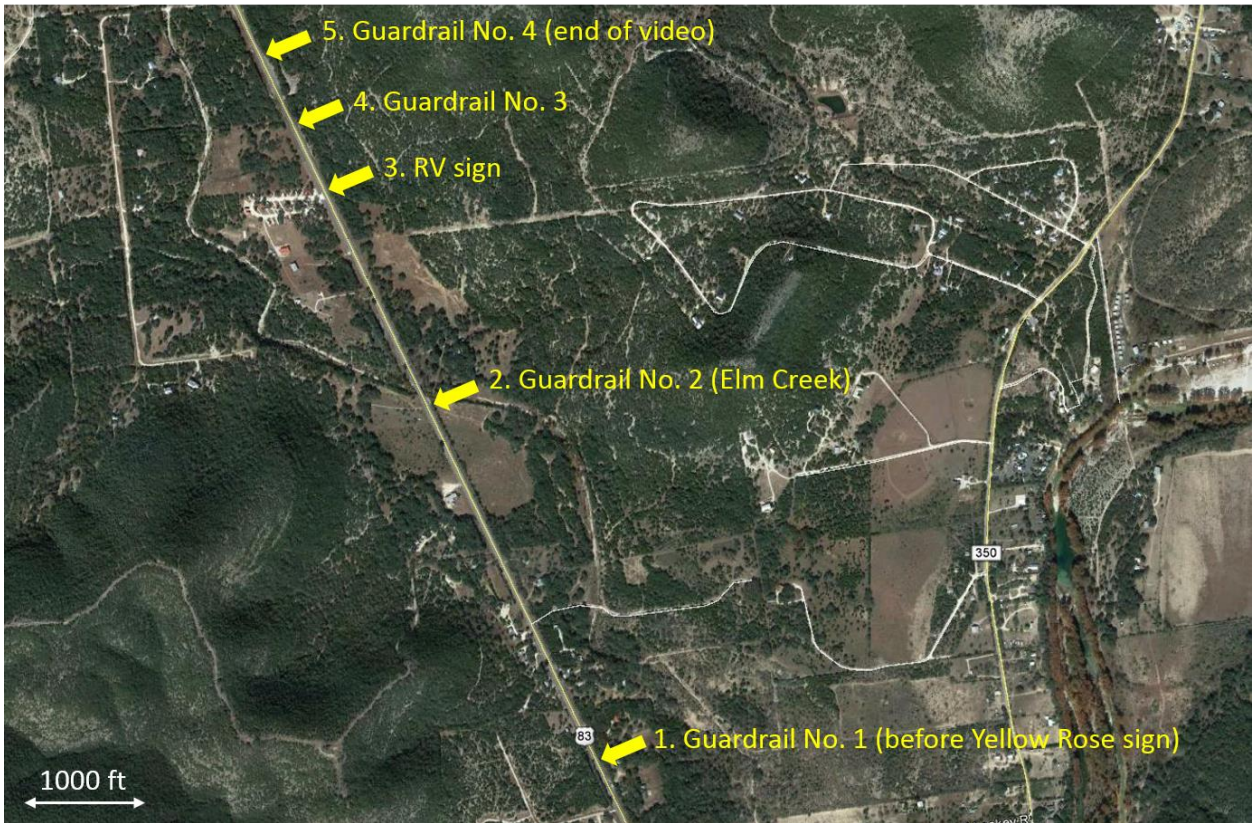 5. Guardrail No. 4 (end of video)
4. Guardrail No. 3
3. RV sign
2. Guardrail No. 2 (Elm Creek)
350
83
1. Guardrail No. 1 (before Yellow Rose sign)
1000 ft